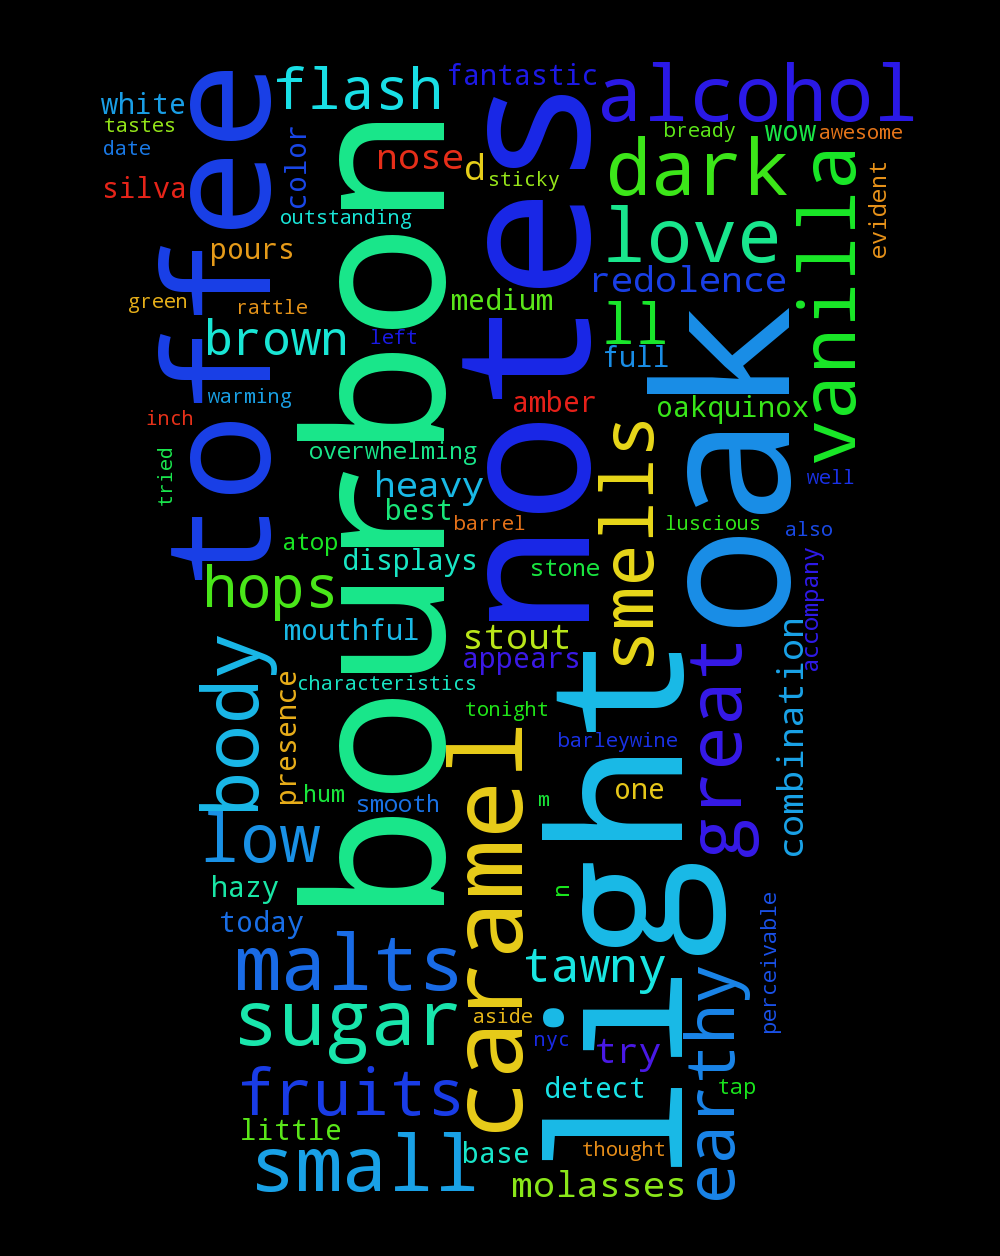 flash
fantastic
alcohol
white
tastes
date
silva
toffee
color
nose
d
sticky
bready
wow
awesome
dark
love
vanilla
evident
outstanding
pours
bourbon
notes
redolence
green
rattle
medium
ll
brown
left
full
oak
warming
amber
oakquinox
inch
tried
overwhelming
heavy
smells
well
best
barrel
luscious
also
atop
displays
stone
accompany
hops
mouthful
stout
appears
combination
body
presence
characteristics
great
tonight
barleywine
light
hum
smooth
m
one
low
caramel
hazy
n
today
perceivable
malts
tawny
earthy
sugar
aside
nyc
try
fruits
detect
tap
little
base
thought
small
molasses